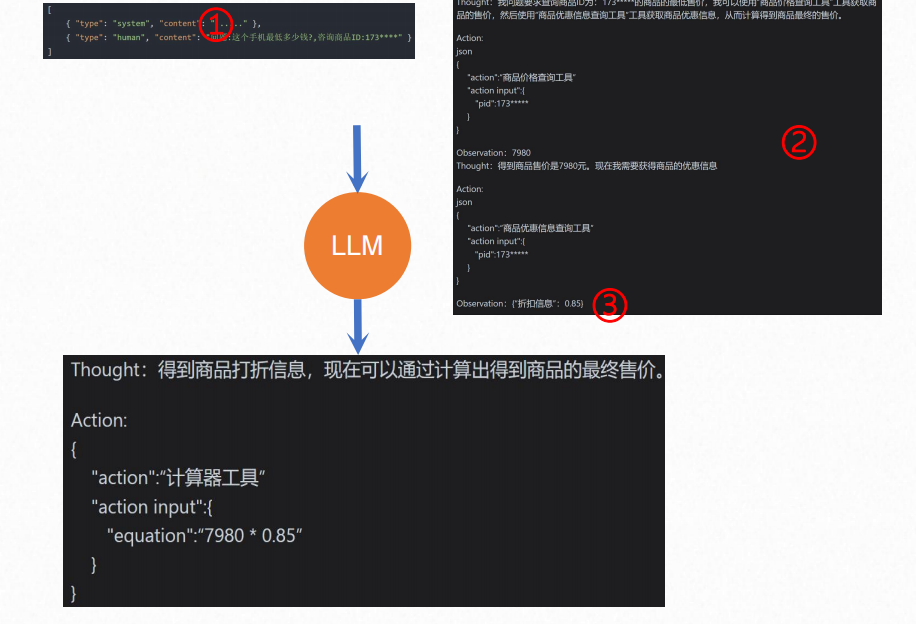 [
{ "type": "system", "content": "....." },
{ "type": "human", "content": :这个手机最低多少钱?,咨询商品ID:173****" }
]
①
Thought: 我问题要求查询商品ID为：173*****的商品的最低售价，我可以使用"商品价格查询工具"工具获取商
品的售价，然后使用"商品优惠信息查询工具"工具获取商品优惠信息，从而计算得到商品最终的售价。
Action:
json
{
"action":"商品价格查询工具"
"action input":{
"pid":173*****
}
}
②
Observation：7980
Thought：得到商品售价是7980元。现在我需要获得商品的优惠信息
Action:
json
{
"action":"商品优惠信息查询工具"
"action input":{
"pid":173*****
}
}
Observation：{"折扣信息"：0.85}
③
LLM
Thought：得到商品打折信息，现在可以通过计算出得到商品的最终售价。
Action:
{
"action":"计算器工具"
"action input":{
"equation":"7980 * 0.85"
}
}